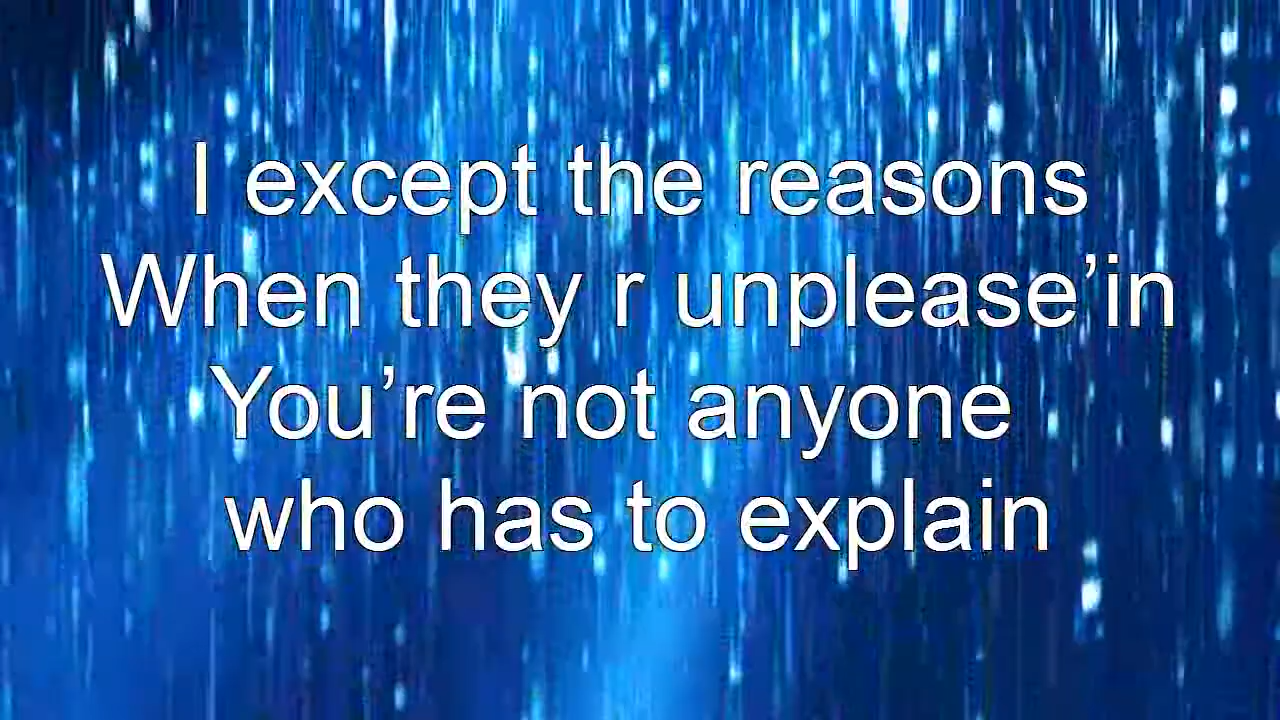 I except the reasons
When they r unplease’in
You’re not anyone
who has to explain